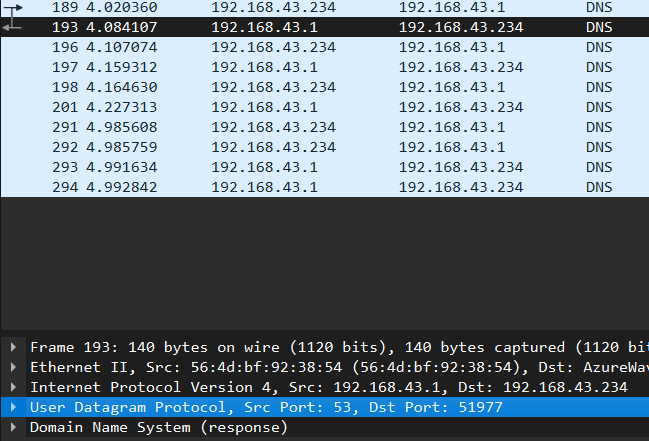 189 4.020360 192.168.43.234 192.168.43.1 DNS
193 4.084107 192.168.43.1 192.168.43.234 DNS
196 4.107074 192.168.43.234 192.168.43.1 DNS
197 4.159312 192.168.43.1 192.168.43.234 DNS
198 4.164630 192.168.43.234 192.168.43.1 DNS
201 4.227313 192.168.43.1 192.168.43.234 DNS
291 4.985608 192.168.43.234 192.168.43.1 DNS
292 4.985759 192.168.43.234 192.168.43.1 DNS
293 4.991634 192.168.43.1 192.168.43.234 DNS
294 4.992842 192.168.43.1 192.168.43.234 DNS
Frame 193: 140 bytes on wire (1120 bits), 140 bytes captured (1120 bit
Ethernet II, Src: 56:4d:bf:92:38:54 (56:4d:bf:92:38:54), Dst: AzureWav
Internet Protocol Version 4, Src: 192.168.43.1, Dst: 192.168.43.234
User Datagram Protocol, Src Port: 53, Dst Port: 51977
Domain Name System (response)